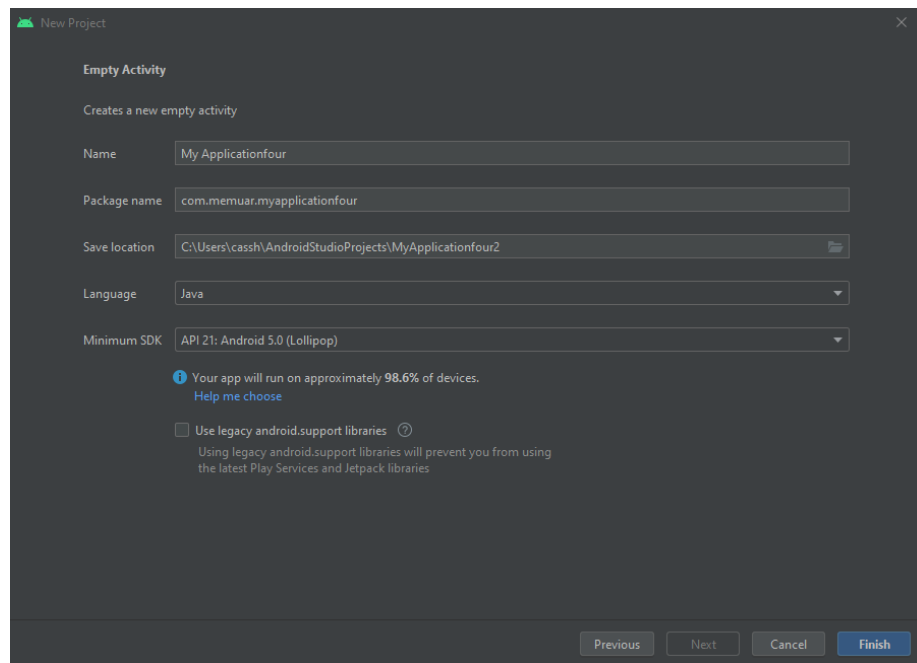 New Project
Empty Activity
Creates a new empty activity
Name My Applicationfour
Package name com.memuar.myapplicationfour
Save location C:\Users\cassh\AndroidStudioProjects\MyApplicationfour2
Language Java
Minimum SDK API 21: Android 5.0 (Lollipop)
Your app will run on approximately 98.6% of devices.
Help me choose
Use legacy android.support libraries ?
Using legacy android.support libraries will prevent you from using
the latest Play Services and Jetpack libraries
Previous Next Cancel Finish